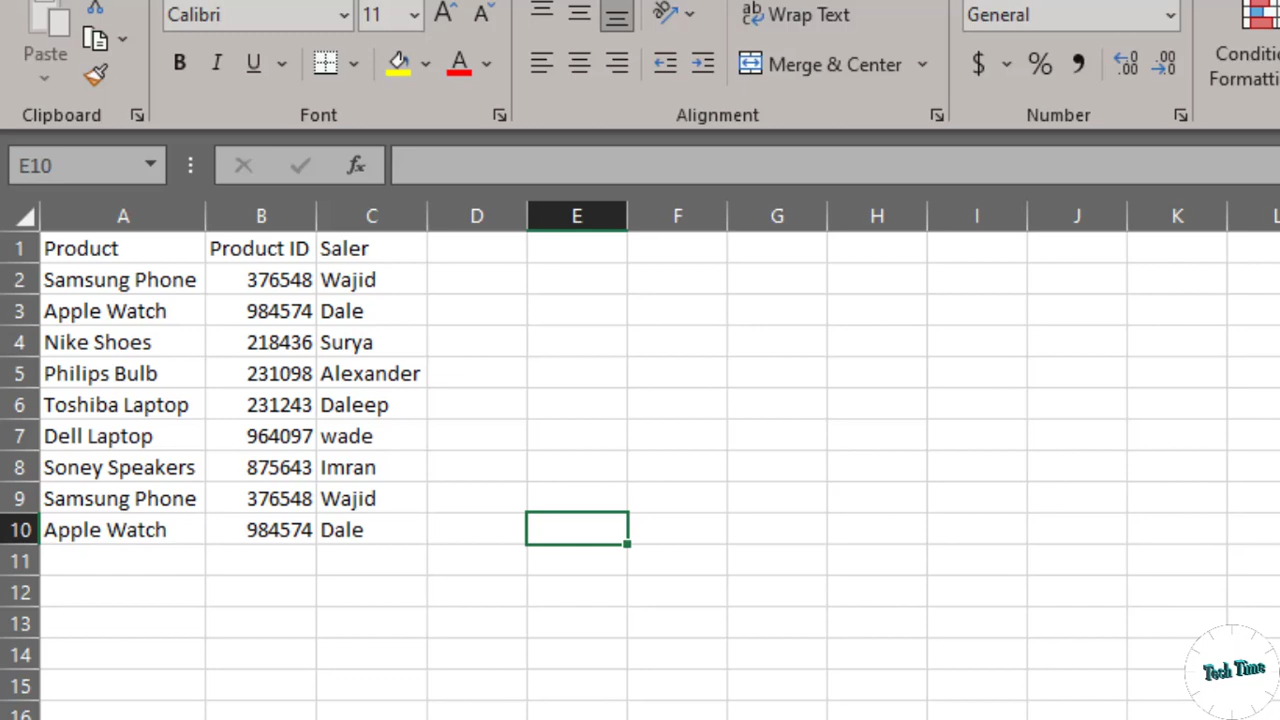 Calibri 11 Wrap Text General
Paste B I U Merge & Center $ % Conditio
Formatti
Clipboard Font Alignment Number
E10 fx
A B C D E F G H I J K L
1 Product Product ID Saler
2 Samsung Phone 376548 Wajid
3 Apple Watch 984574 Dale
4 Nike Shoes 218436 Surya
5 Philips Bulb 231098 Alexander
6 Toshiba Laptop 231243 Daleep
7 Dell Laptop 964097 wade
8 Soney Speakers 875643 Imran
9 Samsung Phone 376548 Wajid
10 Apple Watch 984574 Dale
11
12
13
14
15
16
Tech Time